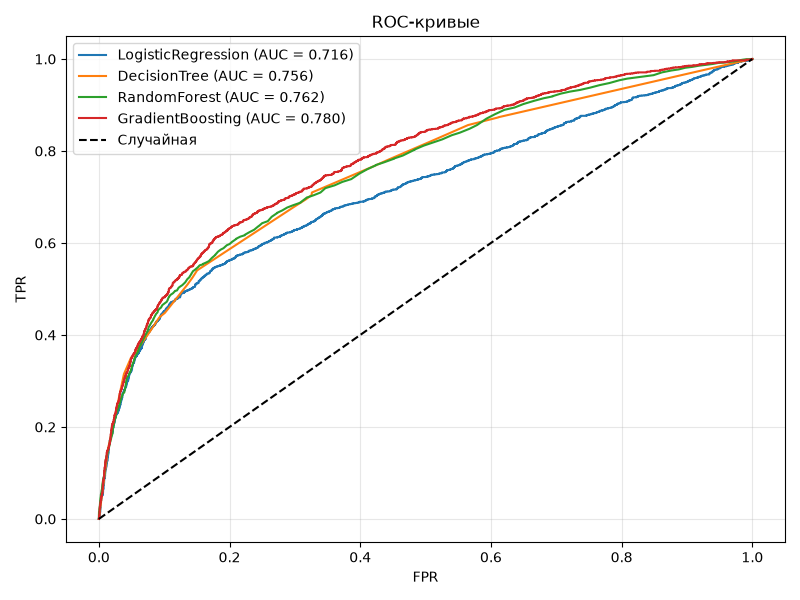 ROC-кривые
LogisticRegression (AUC = 0.716)
DecisionTree (AUC = 0.756)
RandomForest (AUC = 0.762)
GradientBoosting (AUC = 0.780)
Случайная
1.0
0.8
0.6
0.4
0.2
0.0
TPR
0.0 0.2 0.4 0.6 0.8 1.0
FPR